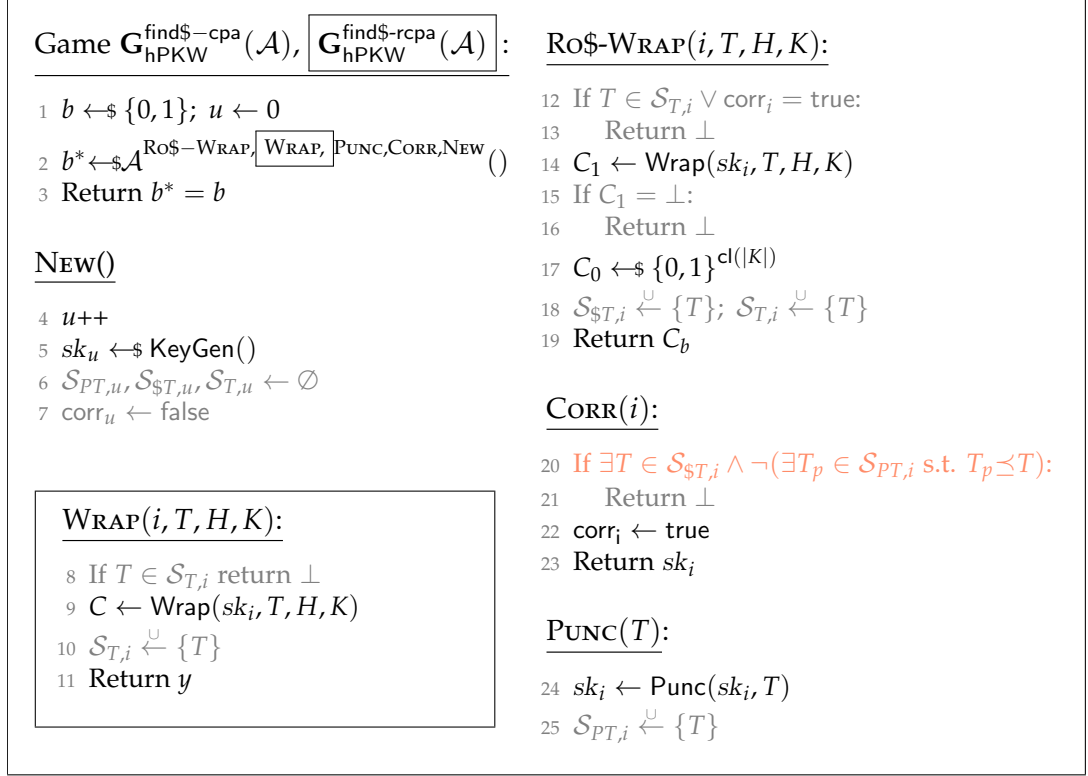 Game G^{find$−cpa}_{hPKW}(𝒜), G^{find$-rcpa}_{hPKW}(𝒜) :
1 b ←$ {0, 1}; u ← 0
2 b* ←$ 𝒜^{Ro$−Wrap, Wrap, Punc,Corr,New}()
3 Return b* = b
New()
4 u++
5 sk_u ←$ KeyGen()
6 𝒮_{PT,u}, 𝒮_{$T,u}, 𝒮_{T,u} ← ∅
7 corr_u ← false
Wrap(i, T, H, K):
8 If T ∈ 𝒮_{T,i} return ⊥
9 C ← Wrap(sk_i, T, H, K)
10 𝒮_{T,i} ←^{∪} {T}
11 Return y
Ro$-Wrap(i, T, H, K):
12 If T ∈ 𝒮_{T,i} ∨ corr_i = true:
13 Return ⊥
14 C_1 ← Wrap(sk_i, T, H, K)
15 If C_1 = ⊥:
16 Return ⊥
17 C_0 ←$ {0, 1}^{cl(|K|)}
18 𝒮_{$T,i} ←^{∪} {T}; 𝒮_{T,i} ←^{∪} {T}
19 Return C_b
Corr(i):
20 If ∃T ∈ 𝒮_{$T,i} ∧ ¬(∃T_p ∈ 𝒮_{PT,i} s.t. T_p ⪯ T):
21 Return ⊥
22 corr_i ← true
23 Return sk_i
Punc(T):
24 sk_i ← Punc(sk_i, T)
25 𝒮_{PT,i} ←^{∪} {T}